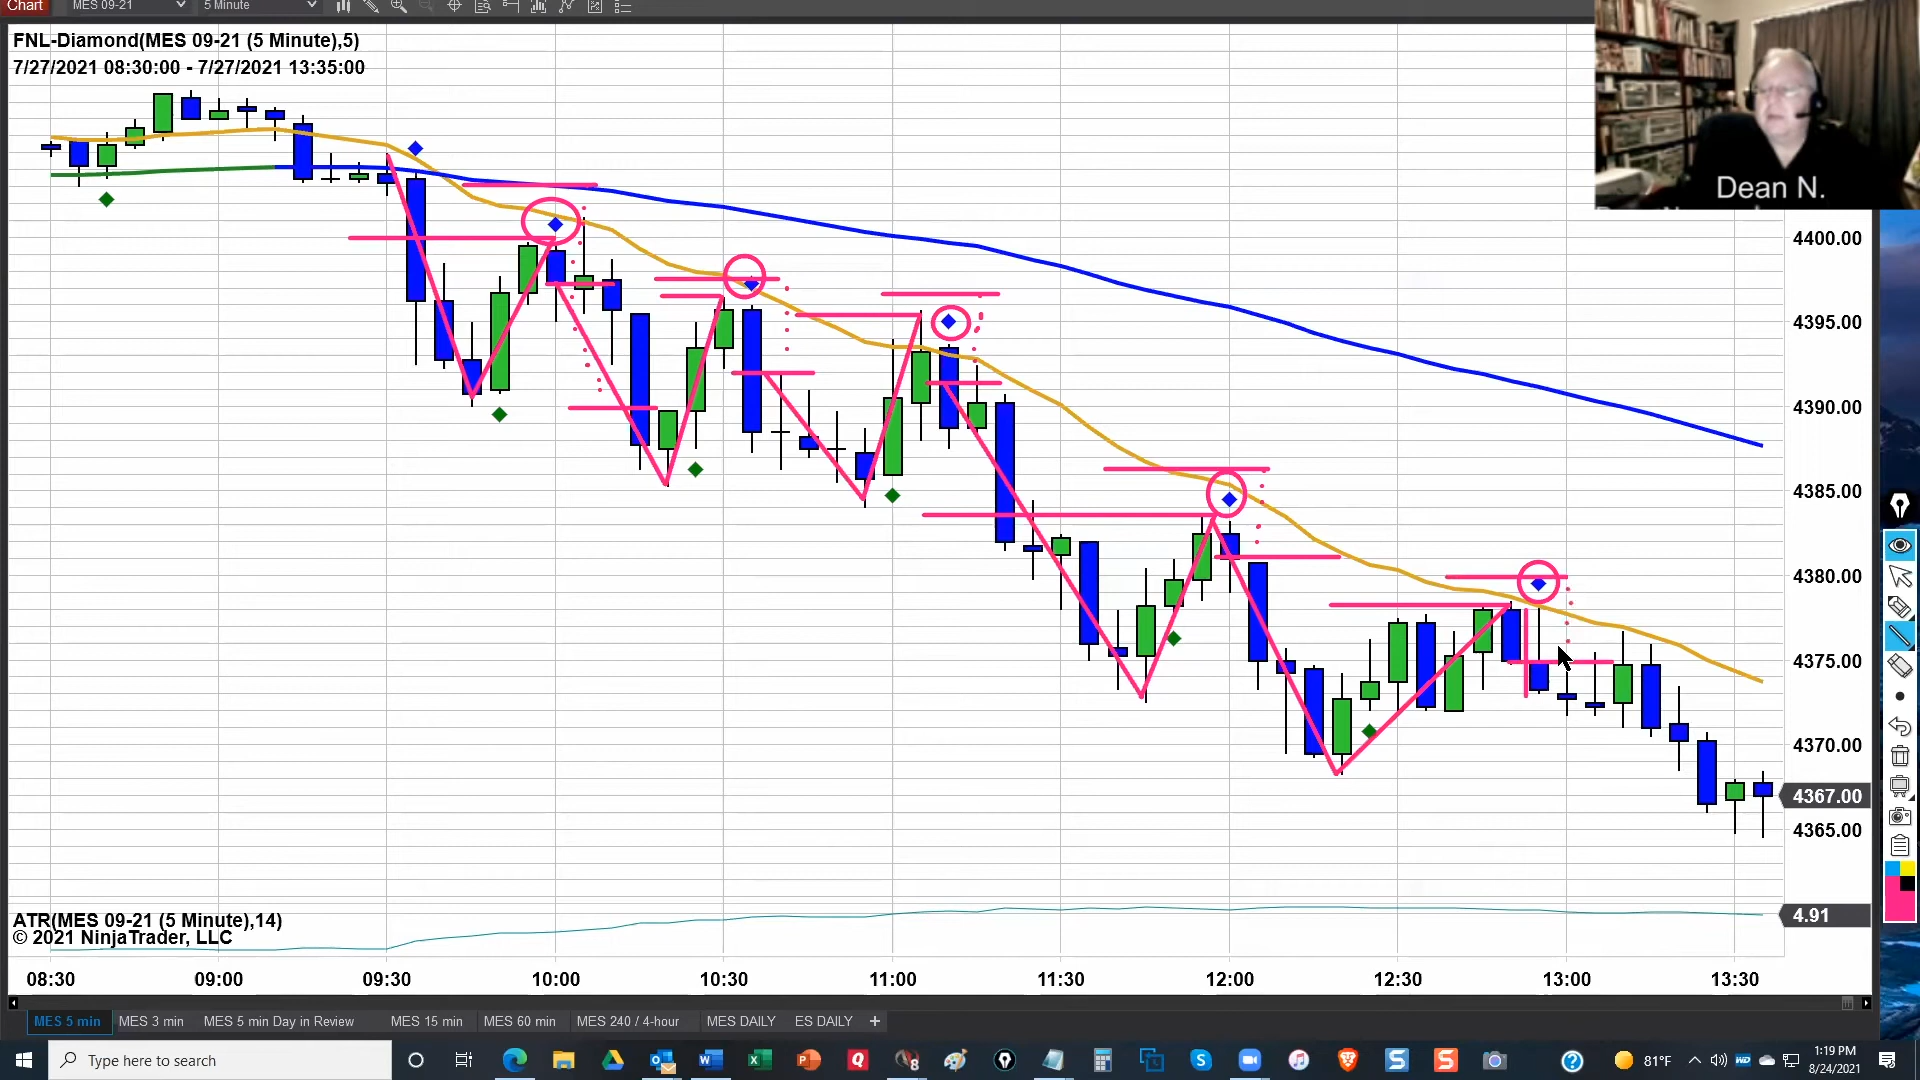 Chart MES 09-21 5 Minute
FNL-Diamond(MES 09-21 (5 Minute),5)
7/27/2021 08:30:00 - 7/27/2021 13:35:00
Dean N.
4400.00
4395.00
4390.00
4385.00
4380.00
4375.00
4370.00
4367.00
4365.00
ATR(MES 09-21 (5 Minute),14)
4.91
© 2021 NinjaTrader, LLC
08:30 09:00 09:30 10:00 10:30 11:00 11:30 12:00 12:30 13:00 13:30
MES 5 min MES 3 min MES 5 min Day in Review MES 15 min MES 60 min MES 240 / 4-hour MES DAILY ES DAILY +
Type here to search
81°F
1:19 PM
8/24/2021